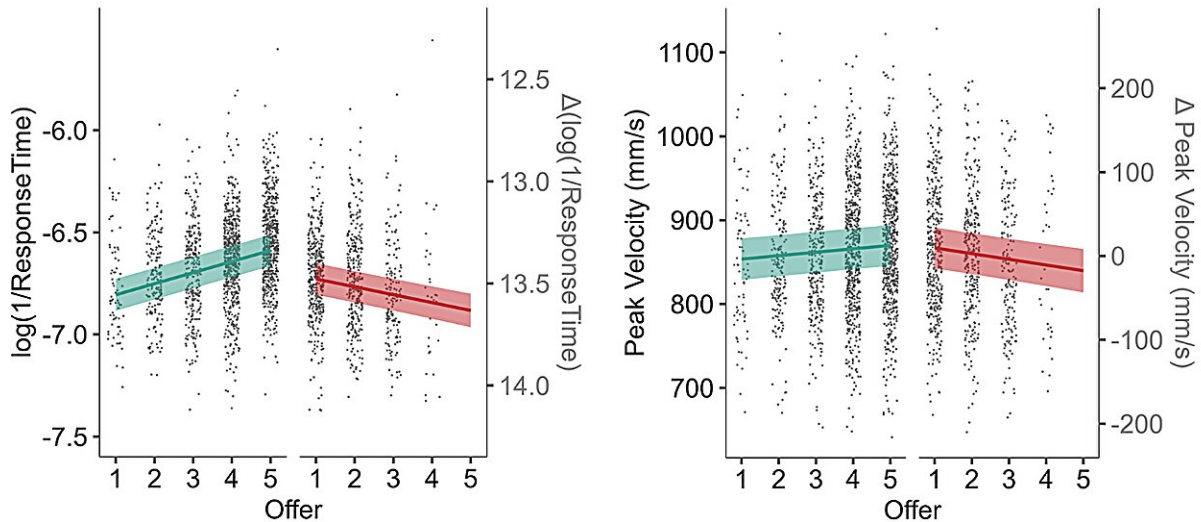 log(1/ResponseTime)
-6.0
-6.5
-7.0
-7.5
1 2 3 4 5 1 2 3 4 5
Offer
12.5
13.0
13.5
14.0
Δ(log(1/ResponseTime)
Peak Velocity (mm/s)
1100
1000
900
800
700
1 2 3 4 5 1 2 3 4 5
Offer
200
100
0
-100
-200
Δ Peak Velocity (mm/s)